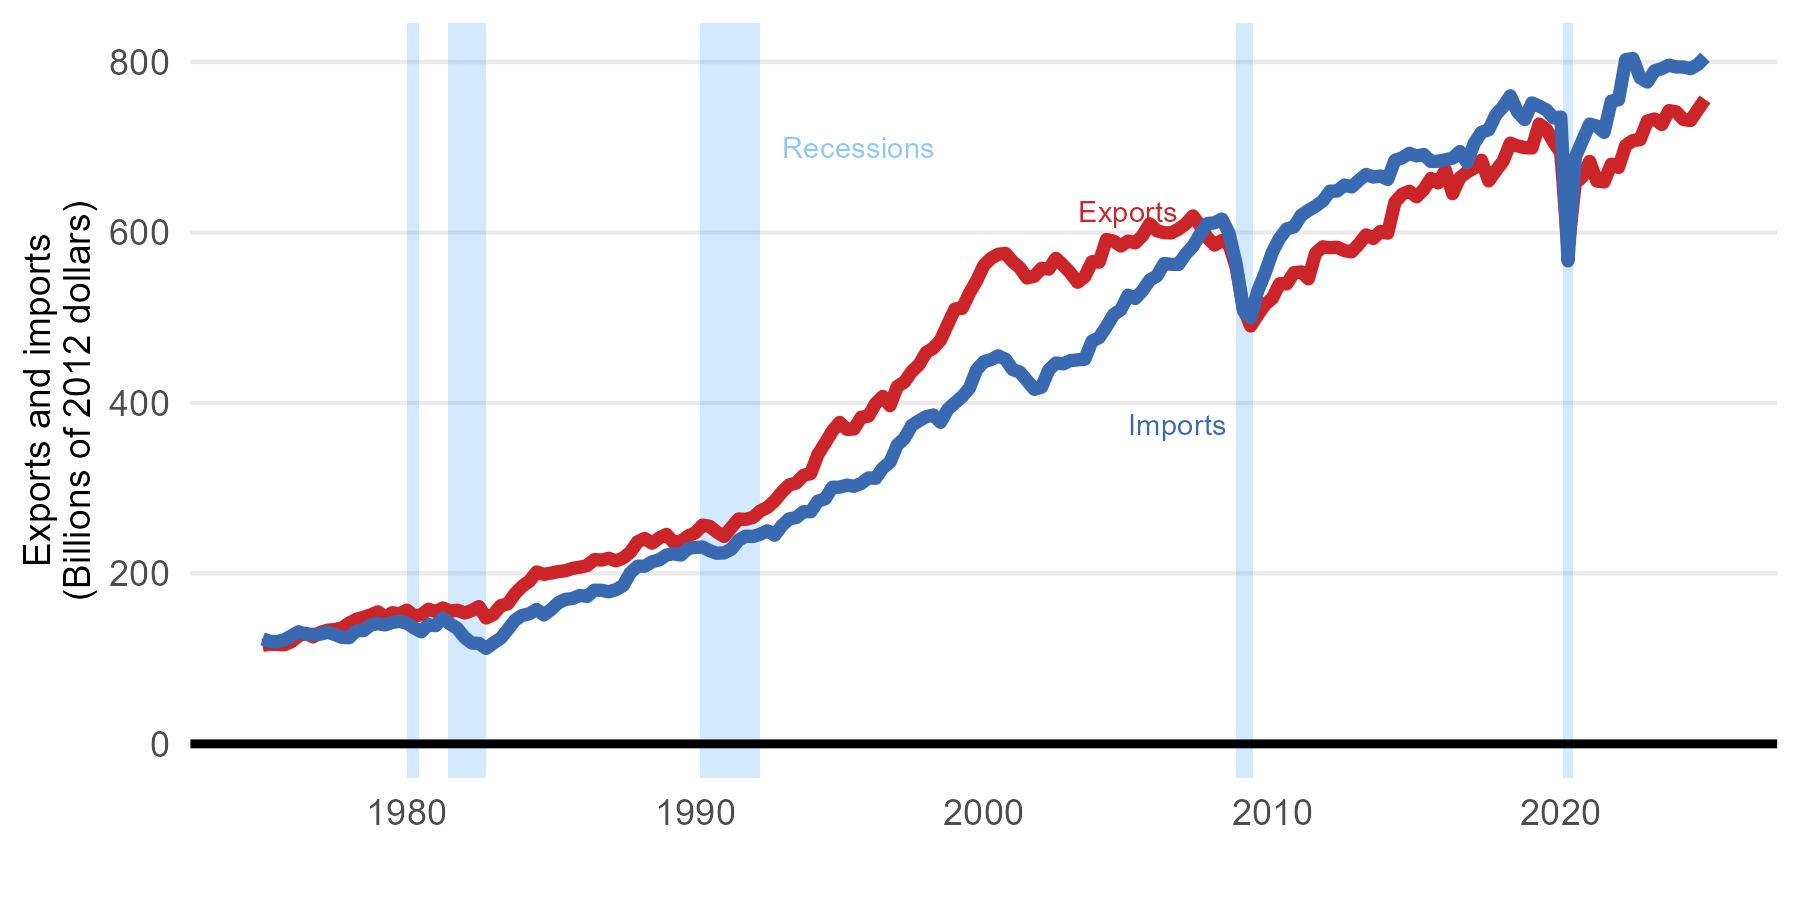 Exports and imports
(Billions of 2012 dollars)
800
600
400
200
0
Recessions
Exports
Imports
1980
1990
2000
2010
2020